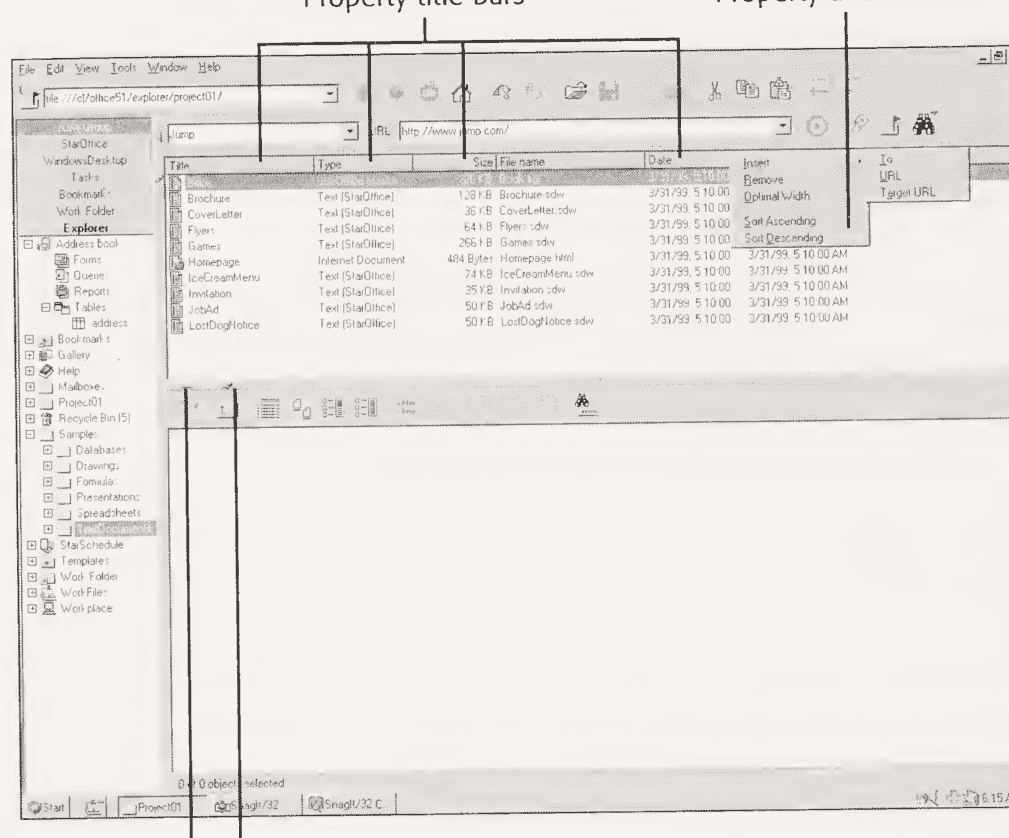 Property title bars
Property
File Edit View Tools Window Help
file:///c|/office51/explorer/project01/
Jump
URL http://www.jump.com/
StarOffice
WindowsDesktop
Tasks
Bookmarks
Work Folder
Explorer
Address book
Forms
Queries
Reports
Tables
address
Bookmarks
Gallery
Help
Mailboxes
Project01
Recycle Bin (5)
Samples
Databases
Drawings
Formulas
Presentations
Spreadsheets
StarSchedule
Templates
Work Folder
WorkFiles
Workplace
Title Type Size File name Date
Brochure Text (StarOffice) 128 KB Brochure.sdw 3/31/99, 5:10:00
CoverLetter Text (StarOffice) 36 KB CoverLetter.sdw 3/31/99, 5:10:00
Flyers Text (StarOffice) 64 KB Flyers.sdw 3/31/99, 5:10:00
Games Text (StarOffice) 266 KB Games.sdw 3/31/99, 5:10:00
Homepage Internet Document 484 Bytes Homepage.html 3/31/99, 5:10:00 3/31/99, 5:10:00 AM
IceCreamMenu Text (StarOffice) 74 KB IceCreamMenu.sdw 3/31/99, 5:10:00 3/31/99, 5:10:00 AM
Invitation Text (StarOffice) 35 KB Invitation.sdw 3/31/99, 5:10:00 3/31/99, 5:10:00 AM
JobAd Text (StarOffice) 50 KB JobAd.sdw 3/31/99, 5:10:00 3/31/99, 5:10:00 AM
LostDogNotice Text (StarOffice) 50 KB LostDogNotice.sdw 3/31/99, 5:10:00 3/31/99, 5:10:00 AM
Insert
Remove
Optimal Width
Sort Ascending
Sort Descending
To
URL
Target URL
0 of 0 objects selected
Start
Project01
SnagIt/32
SnagIt/32 C..
6:15